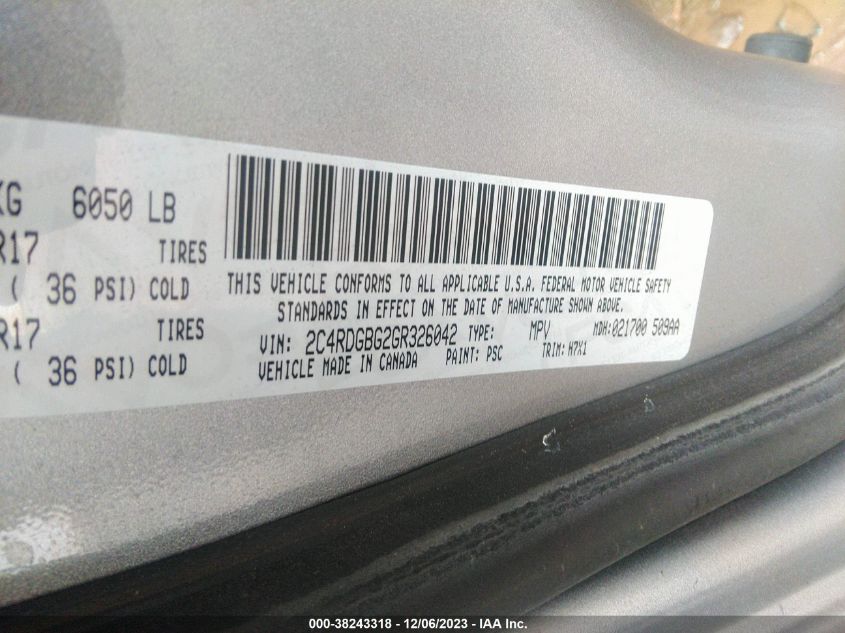 KG 6050 LB
R17 TIRES
( 36 PSI) COLD
R17 TIRES
( 36 PSI) COLD
THIS VEHICLE CONFORMS TO ALL APPLICABLE U.S.A. FEDERAL MOTOR VEHICLE SAFETY
STANDARDS IN EFFECT ON THE DATE OF MANUFACTURE SHOWN ABOVE.
VIN: 2C4RDGBG2GR326042 TYPE: MPV MDH:021700 509AA
VEHICLE MADE IN CANADA PAINT: PSC TRIM: H7X1
000-38243318 - 12/06/2023 - IAA Inc.